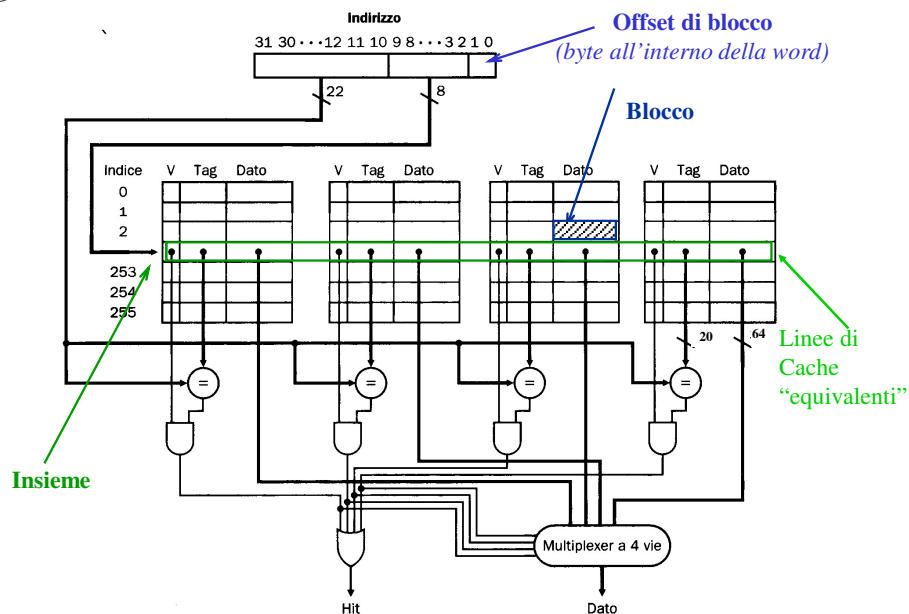 Indirizzo
31 30 ··· 12 11 10 9 8 ··· 3 2 1 0
Offset di blocco
(byte all'interno della word)
22
8
Blocco
Indice
V Tag Dato
V Tag Dato
V Tag Dato
V Tag Dato
0
1
2
253
254
255
20
64
Linee di
Cache
“equivalenti”
=
=
=
=
Insieme
Multiplexer a 4 vie
Hit
Dato